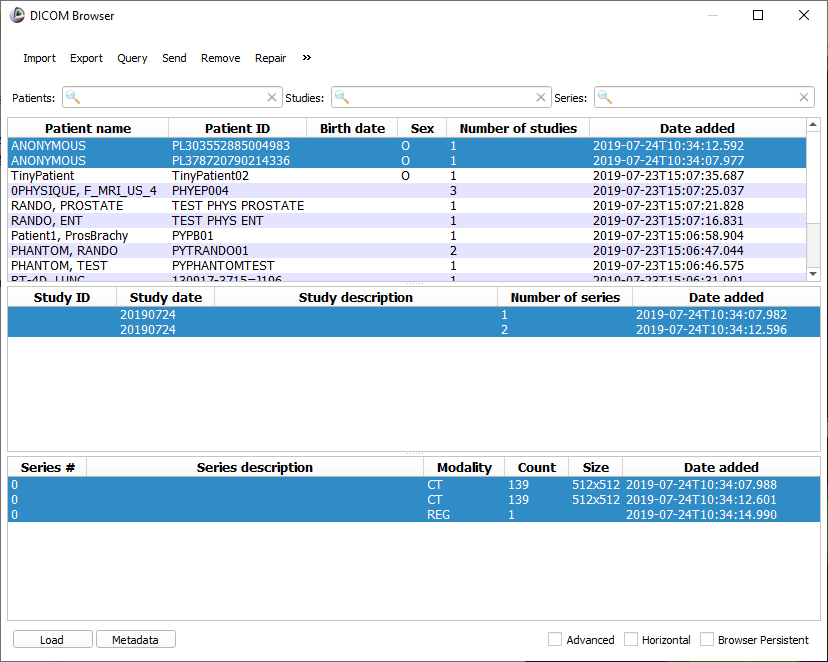 DICOM Browser
Import Export Query Send Remove Repair »
Patients: Studies: Series:
Patient name Patient ID Birth date Sex Number of studies Date added
ANONYMOUS PL303552885004983 O 1 2019-07-24T10:34:12.592
ANONYMOUS PL378720790214336 O 1 2019-07-24T10:34:07.977
TinyPatient TinyPatient02 O 1 2019-07-23T15:07:35.687
0PHYSIQUE, F_MRI_US_4 PHYEP004 3 2019-07-23T15:07:25.037
RANDO, PROSTATE TEST PHYS PROSTATE 1 2019-07-23T15:07:21.828
RANDO, ENT TEST PHYS ENT 1 2019-07-23T15:07:16.831
Patient1, ProsBrachy PYPB01 1 2019-07-23T15:06:58.904
PHANTOM, RANDO PYTRANDO01 2 2019-07-23T15:06:47.044
PHANTOM, TEST PYPHANTOMTEST 1 2019-07-23T15:06:46.575
RT-4D, LUNG 1 2019-07-23T15:06:31.001
Study ID Study date Study description Number of series Date added
20190724 1 2019-07-24T10:34:07.982
20190724 2 2019-07-24T10:34:12.596
Series # Series description Modality Count Size Date added
0 CT 139 512x512 2019-07-24T10:34:07.988
0 CT 139 512x512 2019-07-24T10:34:12.601
0 REG 1 2019-07-24T10:34:14.990
Load Metadata Advanced Horizontal Browser Persistent